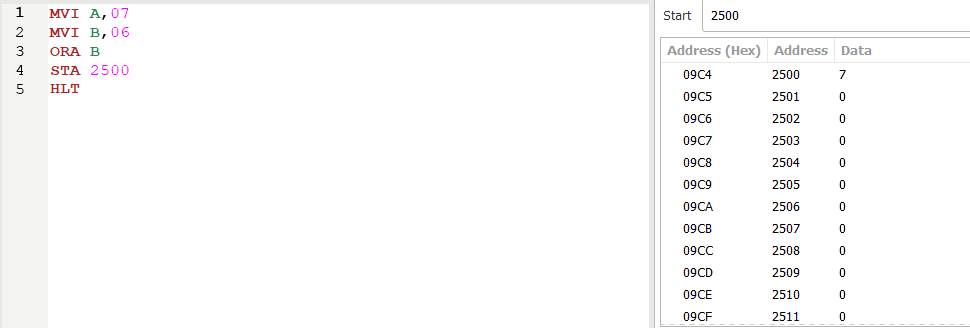 1 MVI A,07
2 MVI B,06
3 ORA B
4 STA 2500
5 HLT
Start 2500
Address (Hex) Address Data
09C4 2500 7
09C5 2501 0
09C6 2502 0
09C7 2503 0
09C8 2504 0
09C9 2505 0
09CA 2506 0
09CB 2507 0
09CC 2508 0
09CD 2509 0
09CE 2510 0
09CF 2511 0